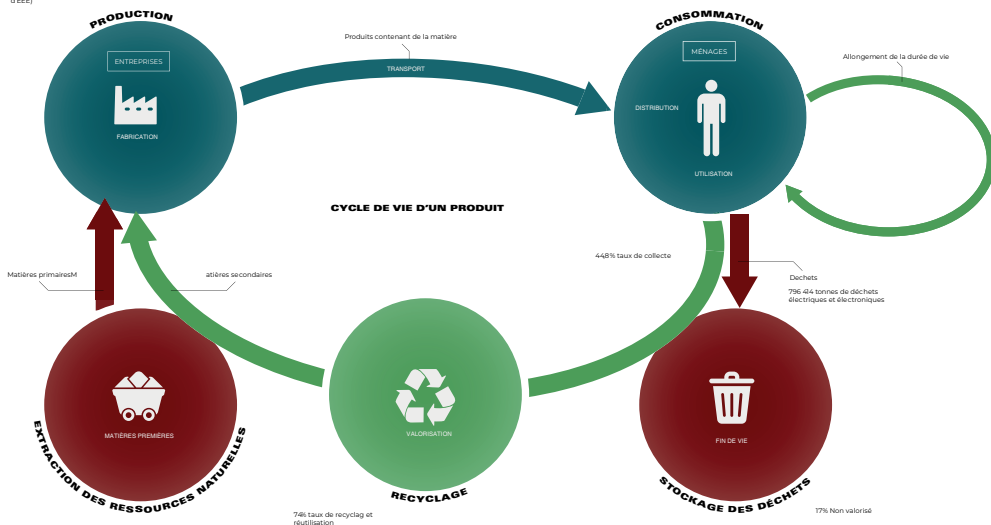 d'EEE)
PRODUCTION
ENTREPRISES
FABRICATION
Produits contenant de la matière
TRANSPORT
CONSOMMATION
MÉNAGES
DISTRIBUTION
UTILISATION
Allongement de la durée de vie
CYCLE DE VIE D'UN PRODUIT
Matières primairesM
atières secondaires
44,8% taux de collecte
Dechets
796 414 tonnes de déchets
électriques et électroniques
MATIÈRES PREMIÈRES
EXTRACTION DES RESSOURCES NATURELLES
VALORISATION
RECYCLAGE
74% taux de recyclag et
réutilisation
FIN DE VIE
STOCKAGE DES DÉCHETS
17% Non valorisé